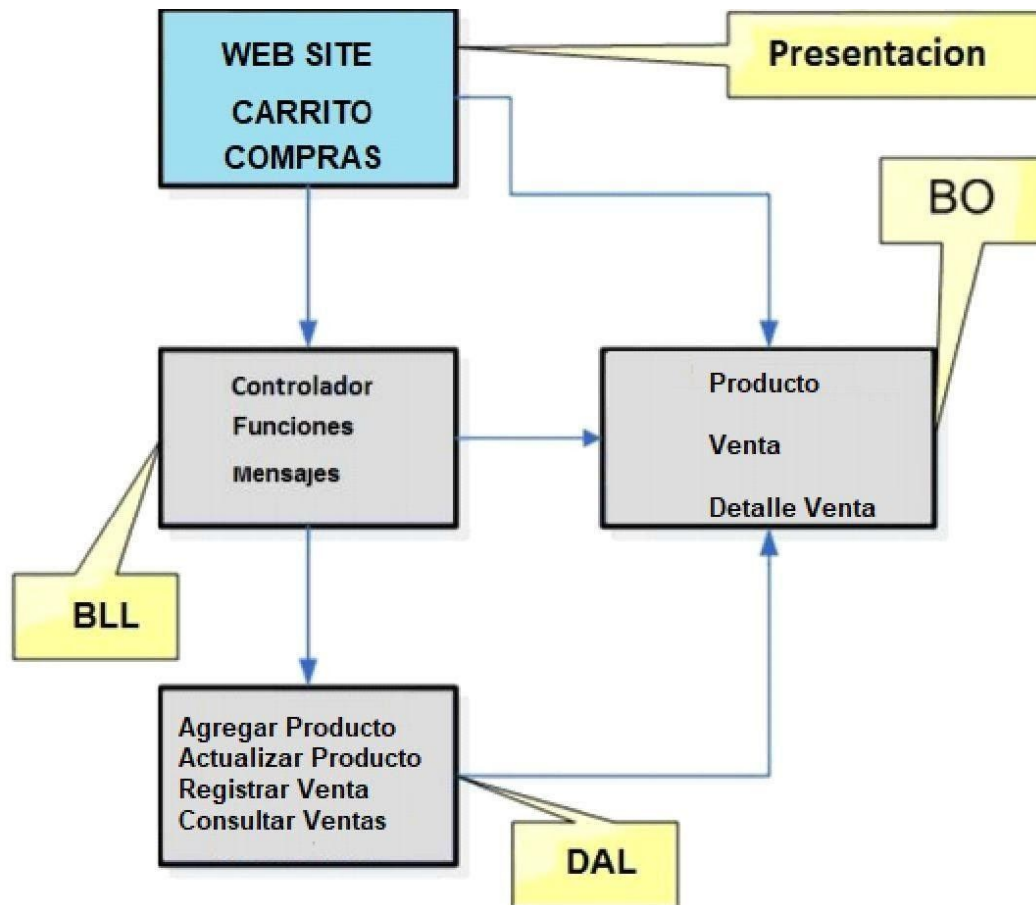 WEB SITE
CARRITO
COMPRAS
Presentacion
BO
Controlador
Funciones
Mensajes
Producto
Venta
Detalle Venta
BLL
Agregar Producto
Actualizar Producto
Registrar Venta
Consultar Ventas
DAL